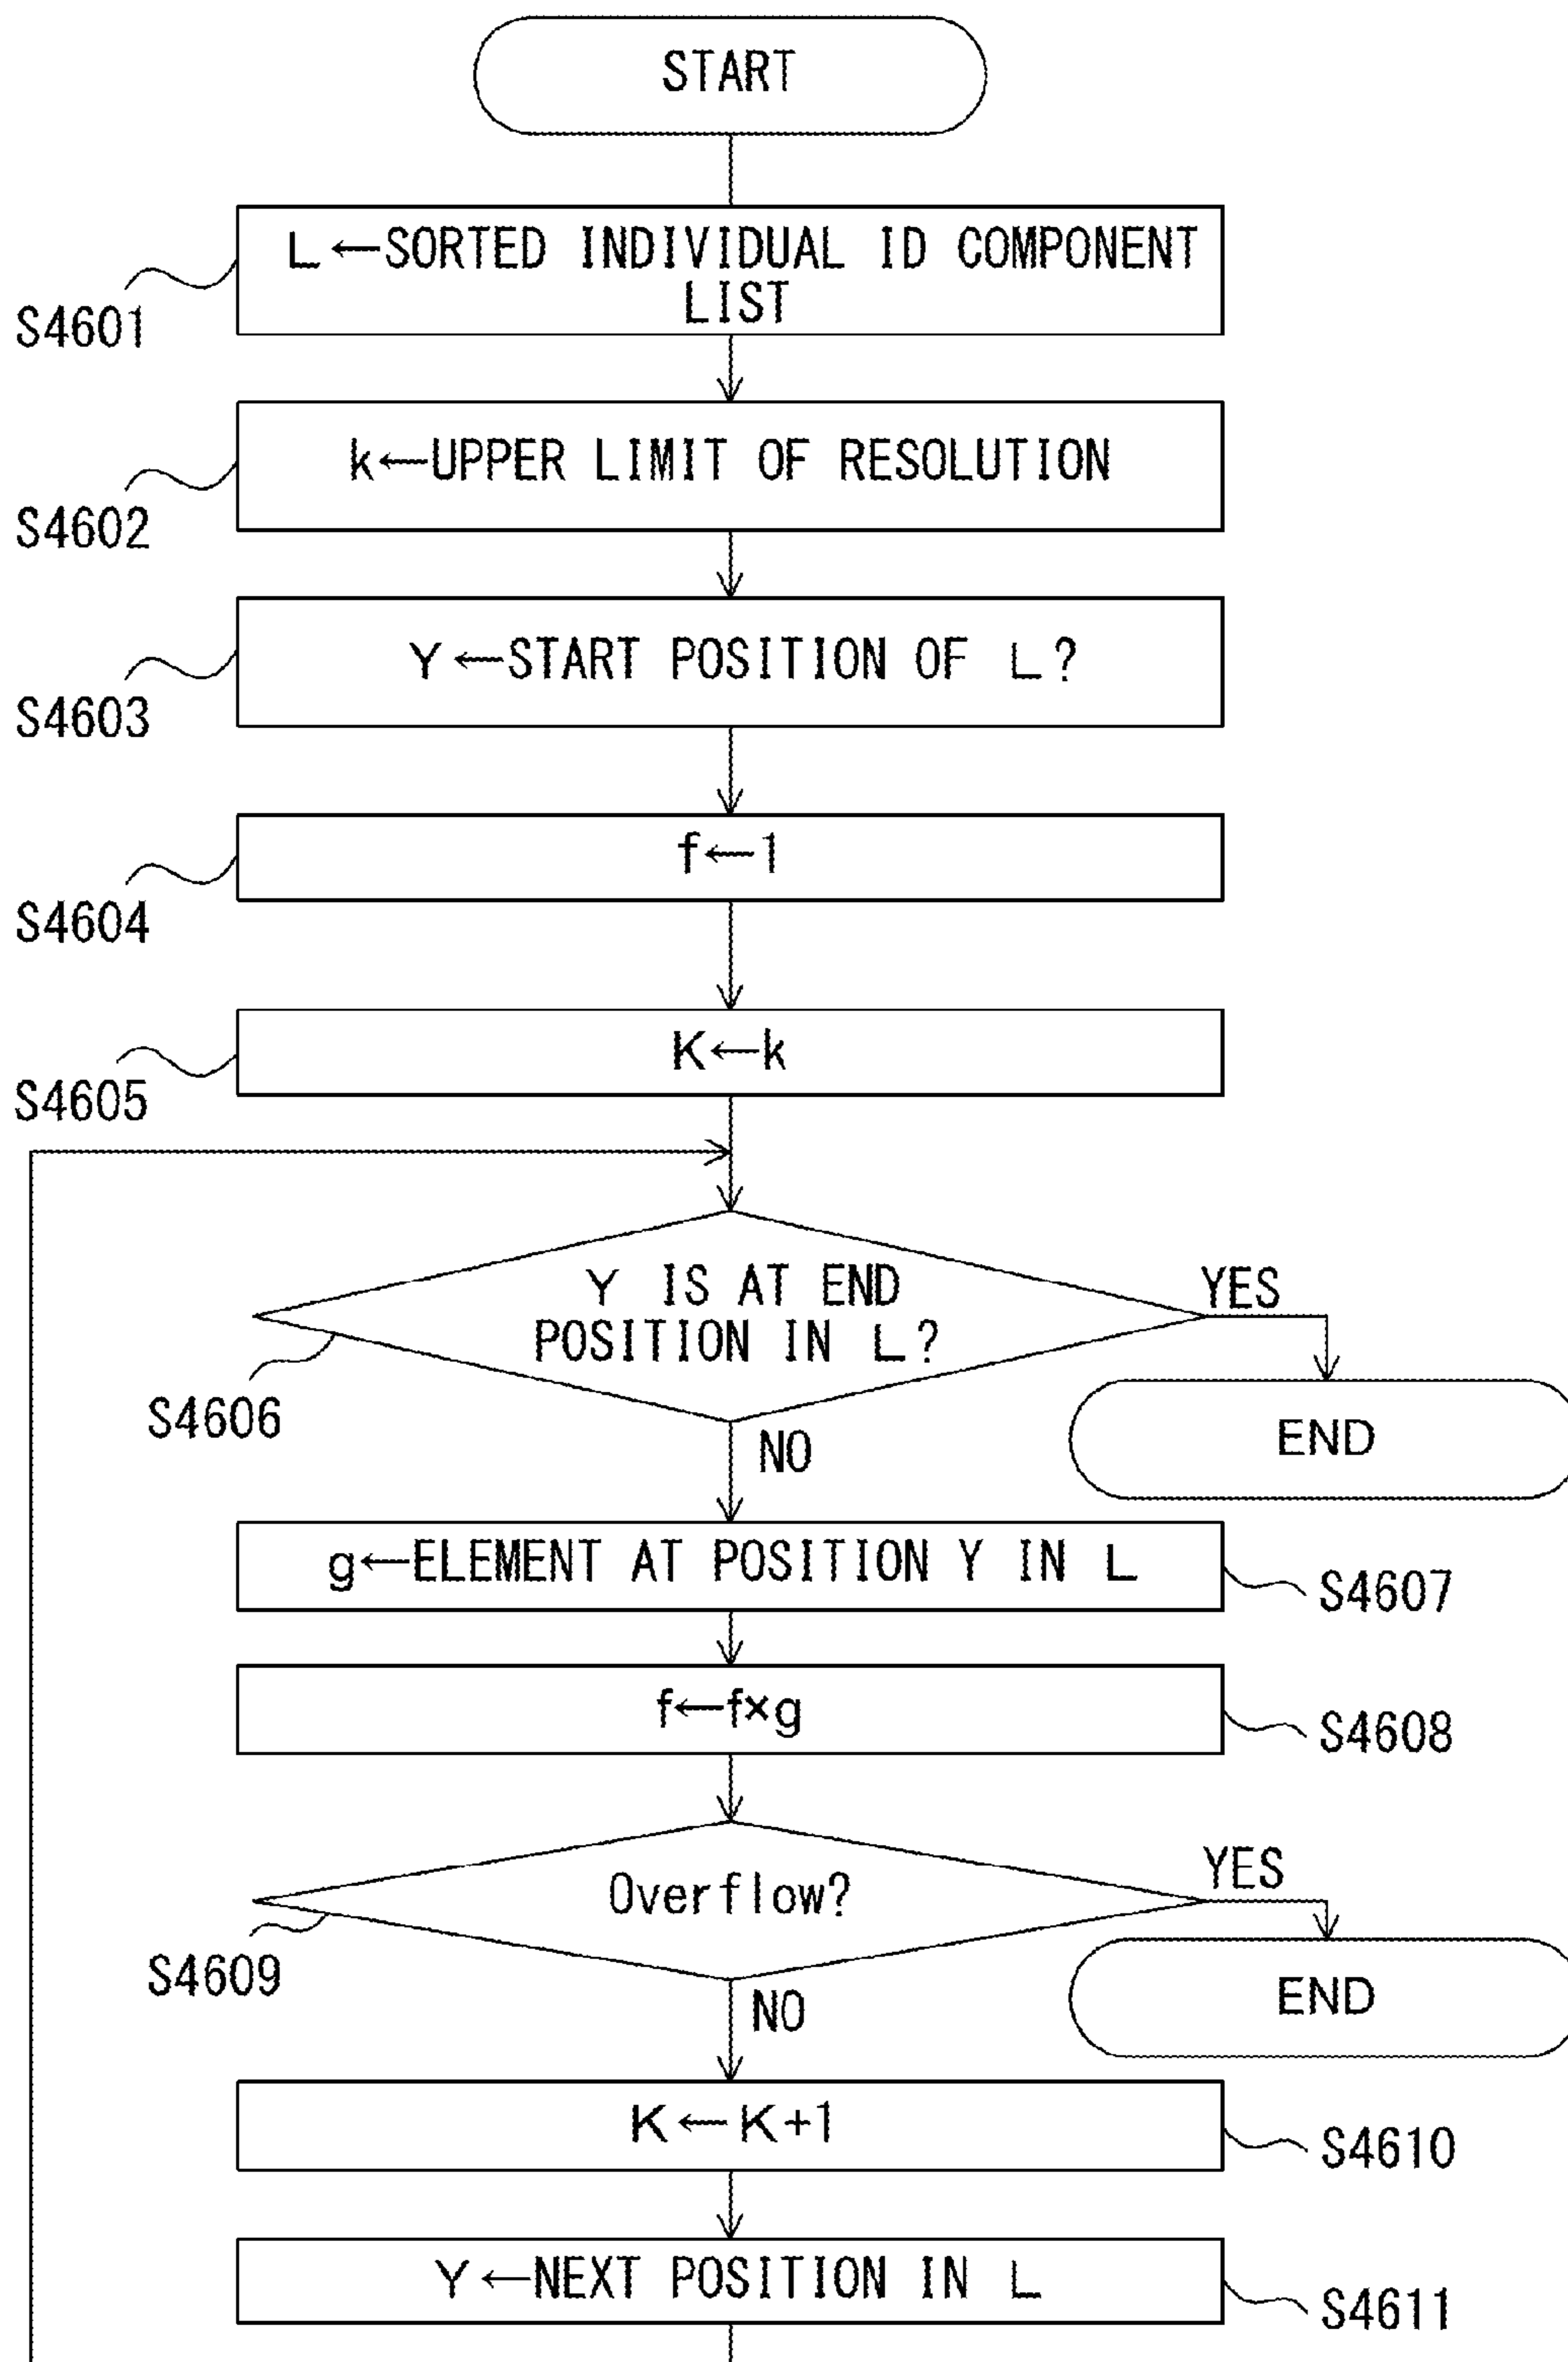 START
L←SORTED INDIVIDUAL ID COMPONENT
LIST
S4601
k←UPPER LIMIT OF RESOLUTION
S4602
Y←START POSITION OF L?
S4603
f←1
S4604
K←k
S4605
Y IS AT END
POSITION IN L?
YES
S4606
END
NO
g←ELEMENT AT POSITION Y IN L
S4607
f←f×g
S4608
Overflow?
YES
S4609
END
NO
K←K+1
S4610
Y←NEXT POSITION IN L
S4611